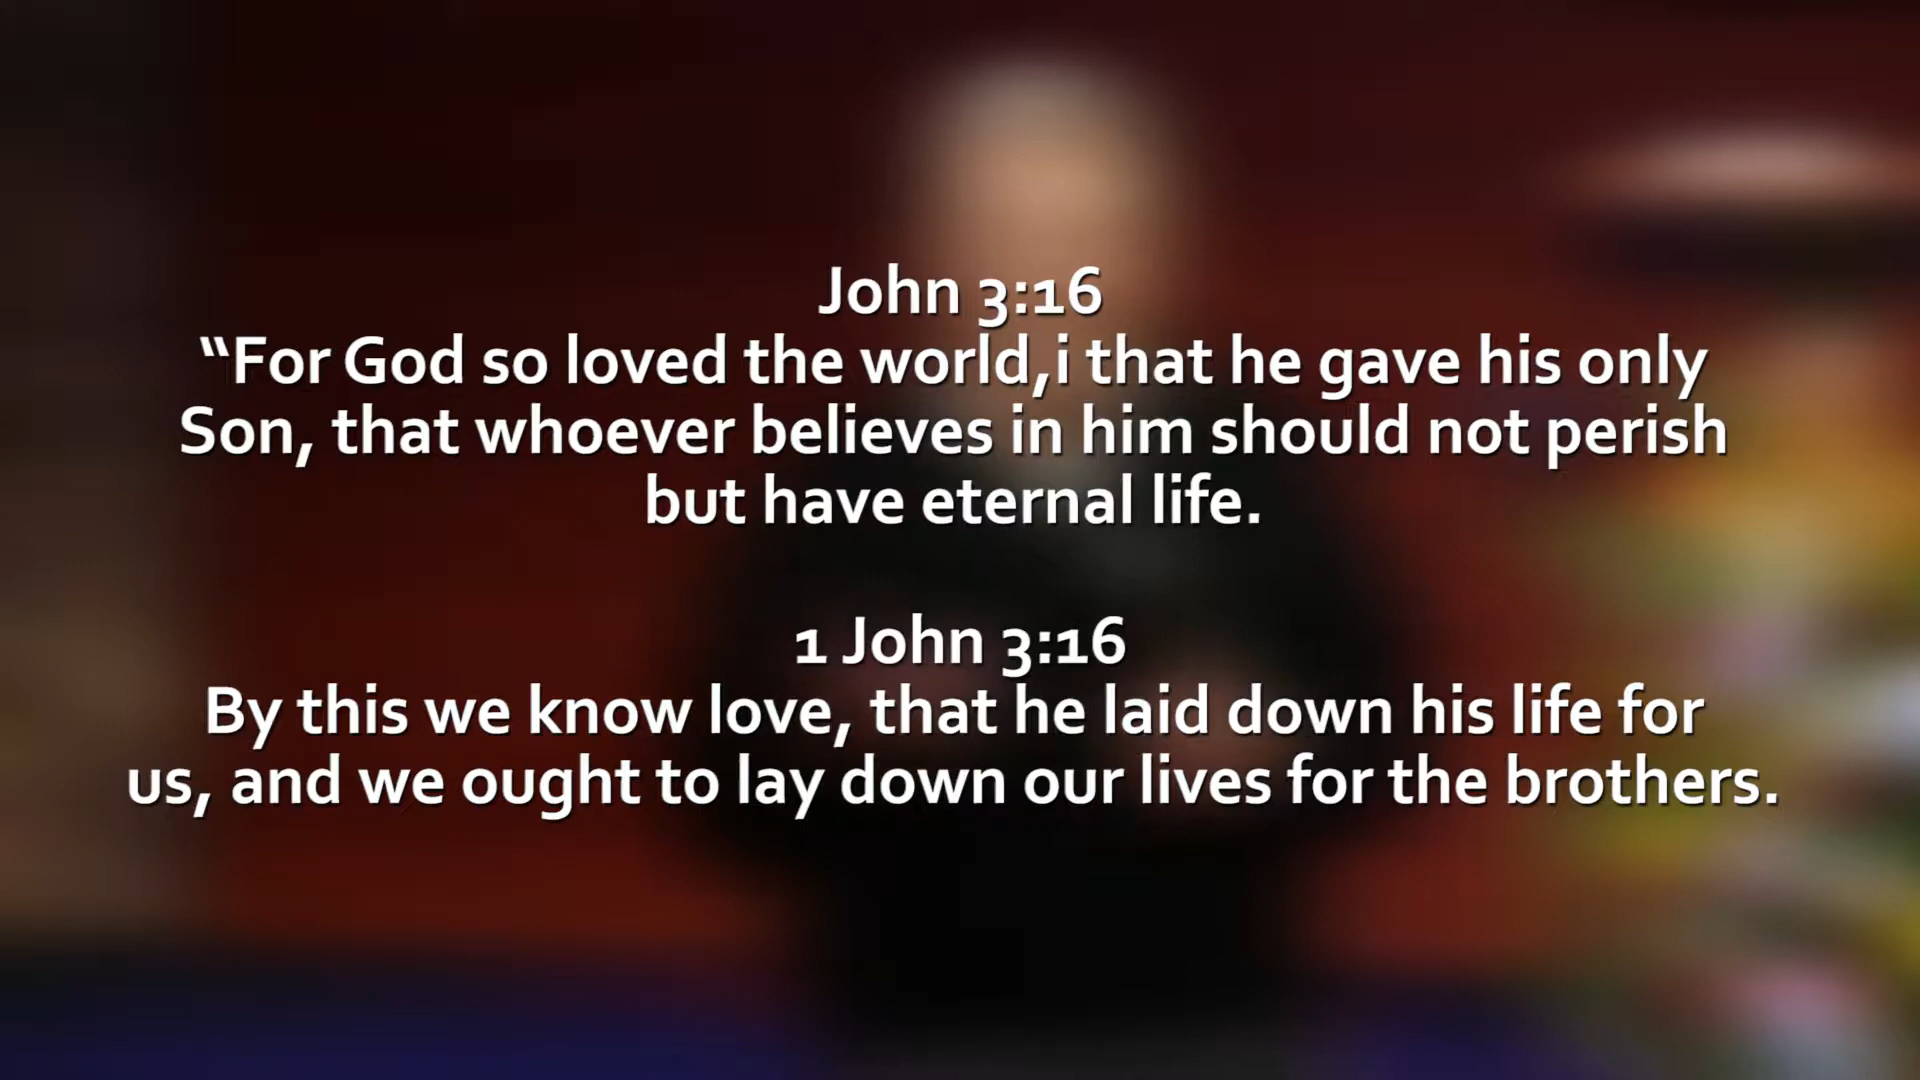 John 3:16
“For God so loved the world,i that he gave his only
Son, that whoever believes in him should not perish
but have eternal life.
1 John 3:16
By this we know love, that he laid down his life for
us, and we ought to lay down our lives for the brothers.